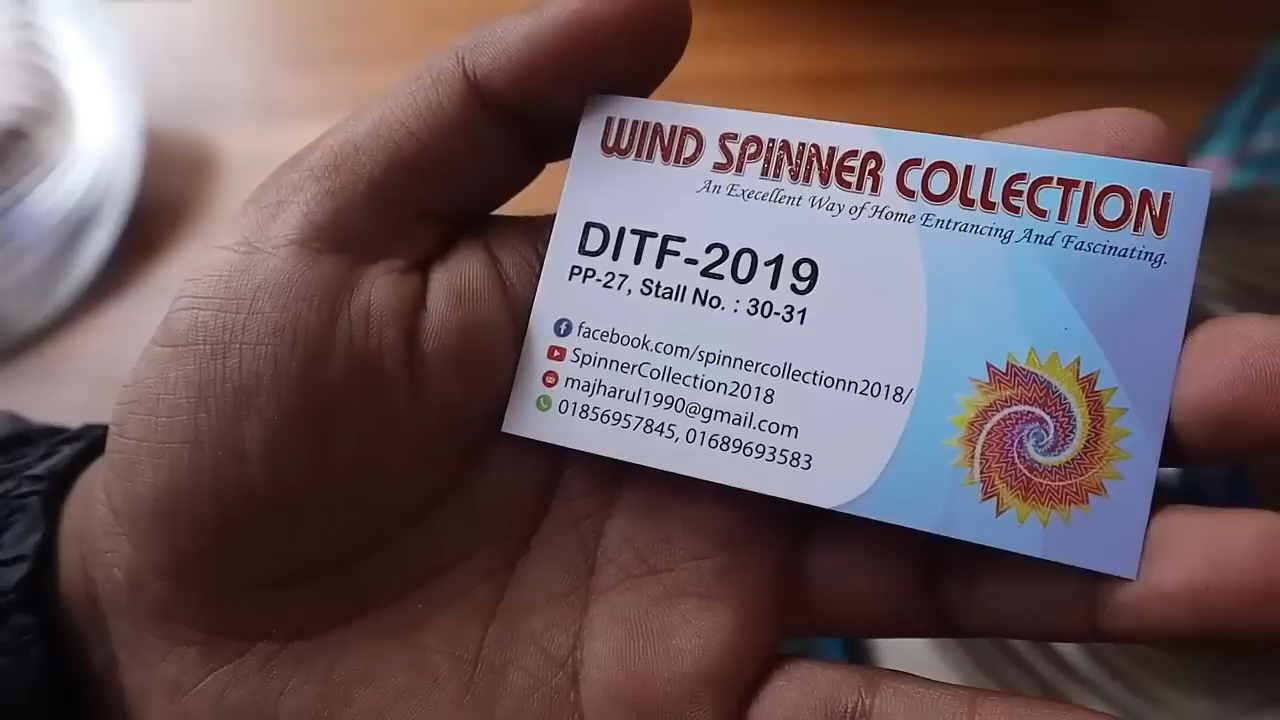 WIND SPINNER COLLECTION
An Execellent Way of Home Entrancing And Fascinating.
DITF-2019
PP-27, Stall No. : 30-31
facebook.com/spinnercollectionn2018/
SpinnerCollection2018
majharul1990@gmail.com
01856957845, 01689693583